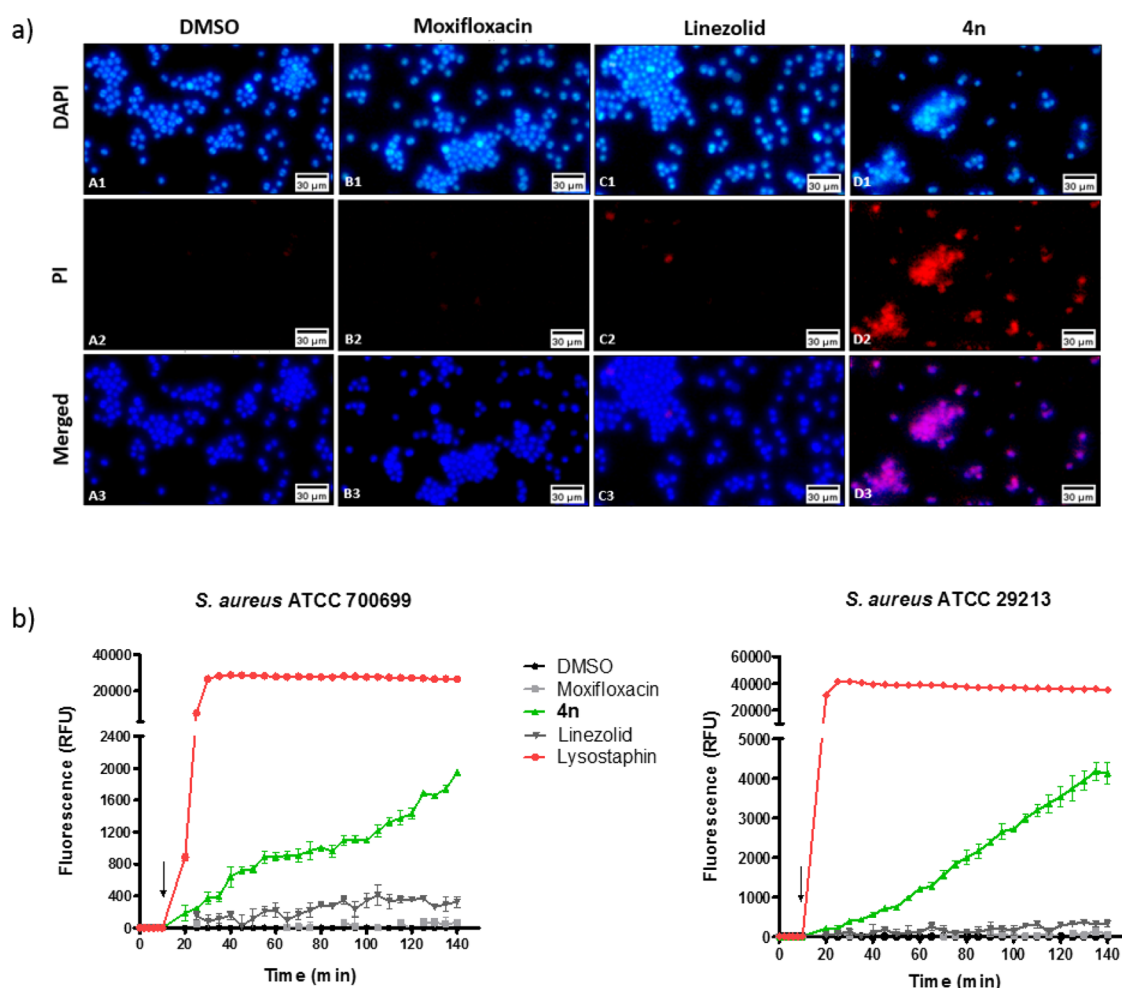 a)
DMSO Moxifloxacin Linezolid 4n
DAPI
A1 30 µm B1 30 µm C1 30 µm D1 30 µm
PI
A2 30 µm B2 30 µm C2 30 µm D2 30 µm
Merged
A3 30 µm B3 30 µm C3 30 µm D3 30 µm
b)
S. aureus ATCC 700699
Fluorescence (RFU)
40000
20000
2400
2000
1600
1200
800
400
0
0 20 40 60 80 100 120 140
Time (min)
DMSO
Moxifloxacin
4n
Linezolid
Lysostaphin
S. aureus ATCC 29213
Fluorescence (RFU)
60000
40000
20000
5000
4000
3000
2000
1000
0
0 20 40 60 80 100 120 140
Time (min)